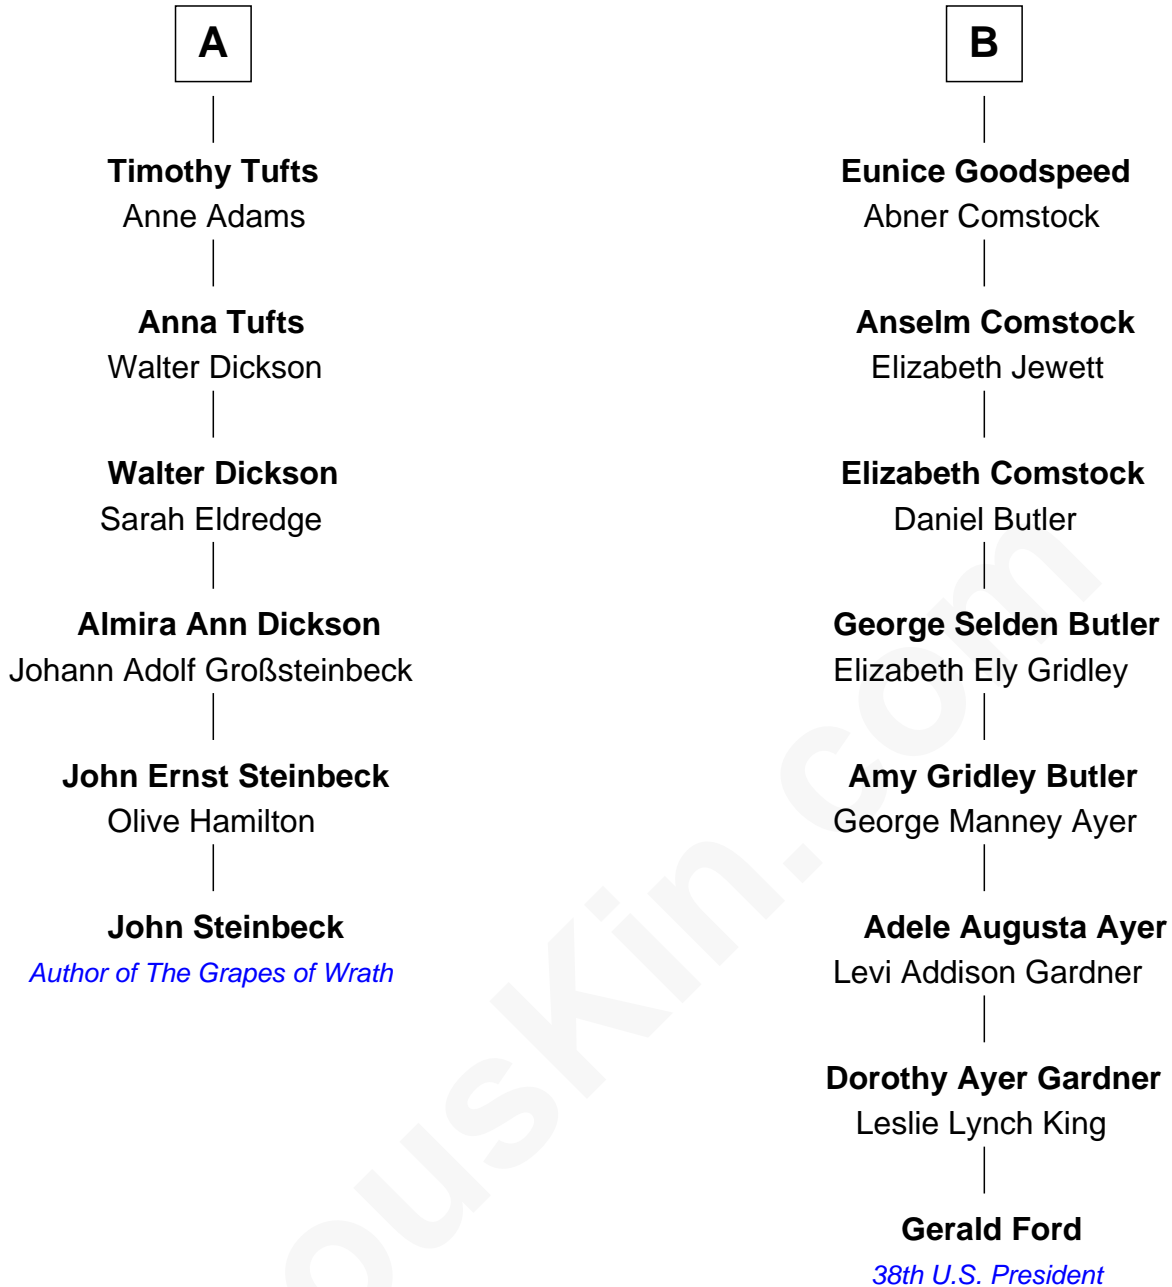 A
Timothy Tufts
Anne Adams
Anna Tufts
Walter Dickson
Walter Dickson
Sarah Eldredge
Almira Ann Dickson
Johann Adolf Großsteinbeck
John Ernst Steinbeck
Olive Hamilton
John Steinbeck
Author of The Grapes of Wrath
B
Eunice Goodspeed
Abner Comstock
Anselm Comstock
Elizabeth Jewett
Elizabeth Comstock
Daniel Butler
George Selden Butler
Elizabeth Ely Gridley
Amy Gridley Butler
George Manney Ayer
Adele Augusta Ayer
Levi Addison Gardner
Dorothy Ayer Gardner
Leslie Lynch King
Gerald Ford
38th U.S. President
ousKin.com